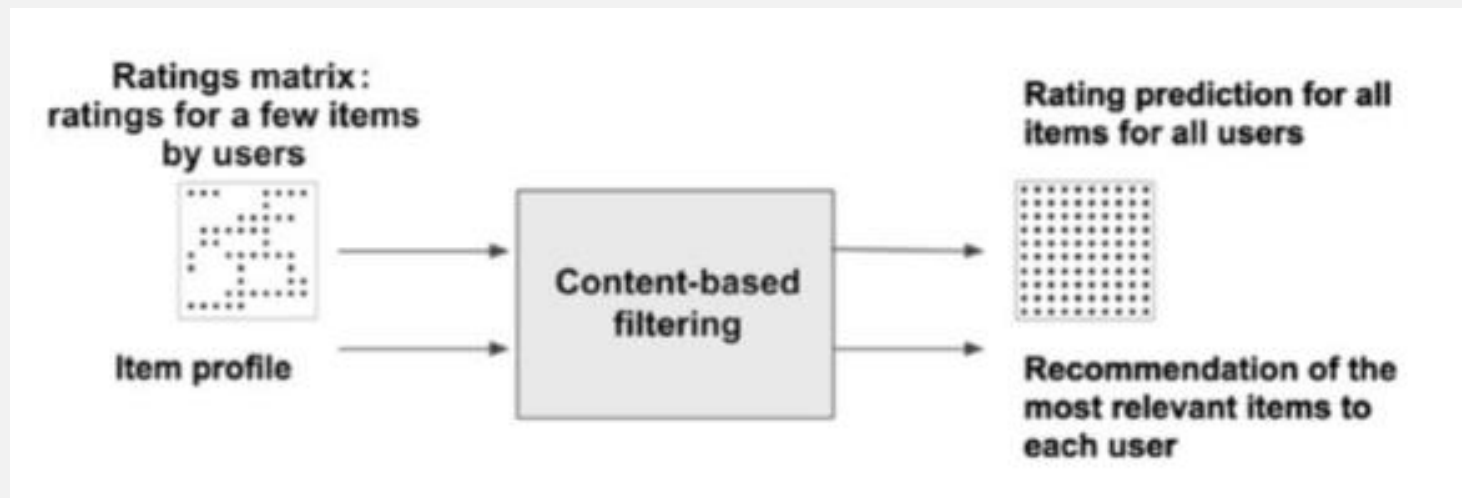 Ratings matrix:
ratings for a few items
by users
Item profile
Content-based
filtering
Rating prediction for all
items for all users
Recommendation of the
most relevant items to
each user